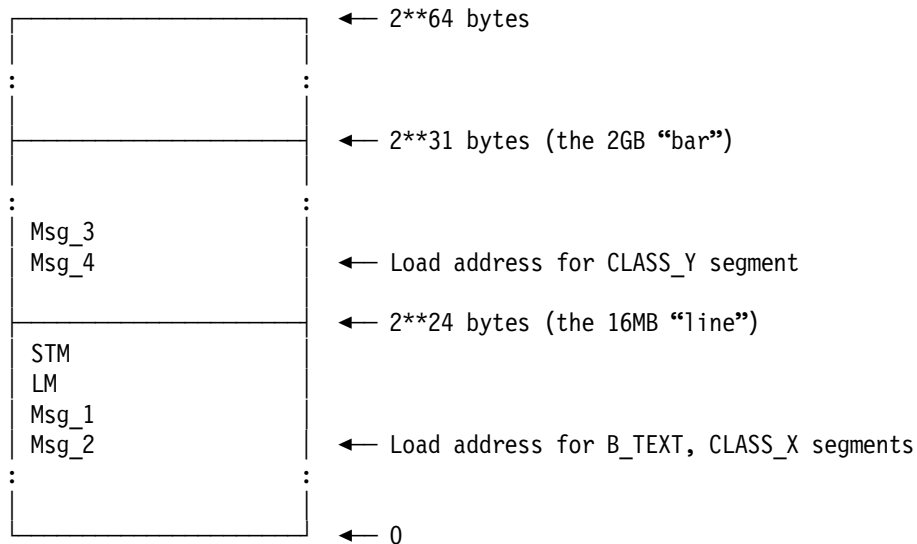 2**64 bytes
:
:
2**31 bytes (the 2GB “bar”)
:
:
Msg_3
Msg_4
Load address for CLASS_Y segment
2**24 bytes (the 16MB “line”)
STM
LM
Msg_1
Msg_2
Load address for B_TEXT, CLASS_X segments
:
:
0